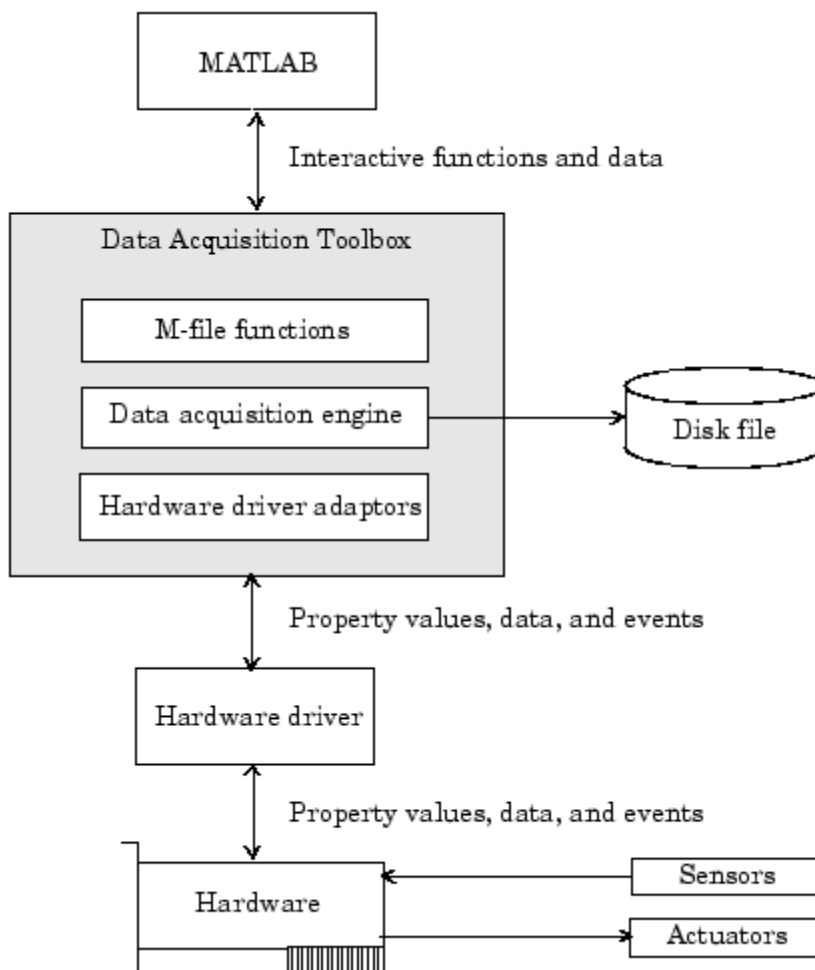 MATLAB
Interactive functions and data
Data Acquisition Toolbox
M-file functions
Data acquisition engine
Disk file
Hardware driver adaptors
Property values, data, and events
Hardware driver
Property values, data, and events
Sensors
Hardware
Actuators